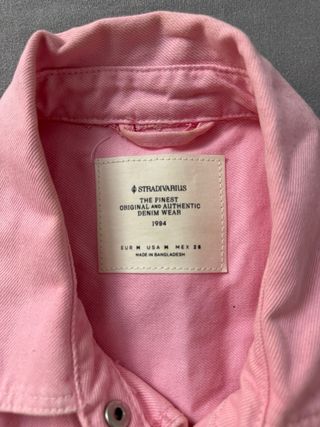 STRADIVARIUS
THE FINEST
ORIGINAL AND AUTHENTIC
DENIM WEAR
1994
EUR M USA M MEX 28
MADE IN BANGLADESH